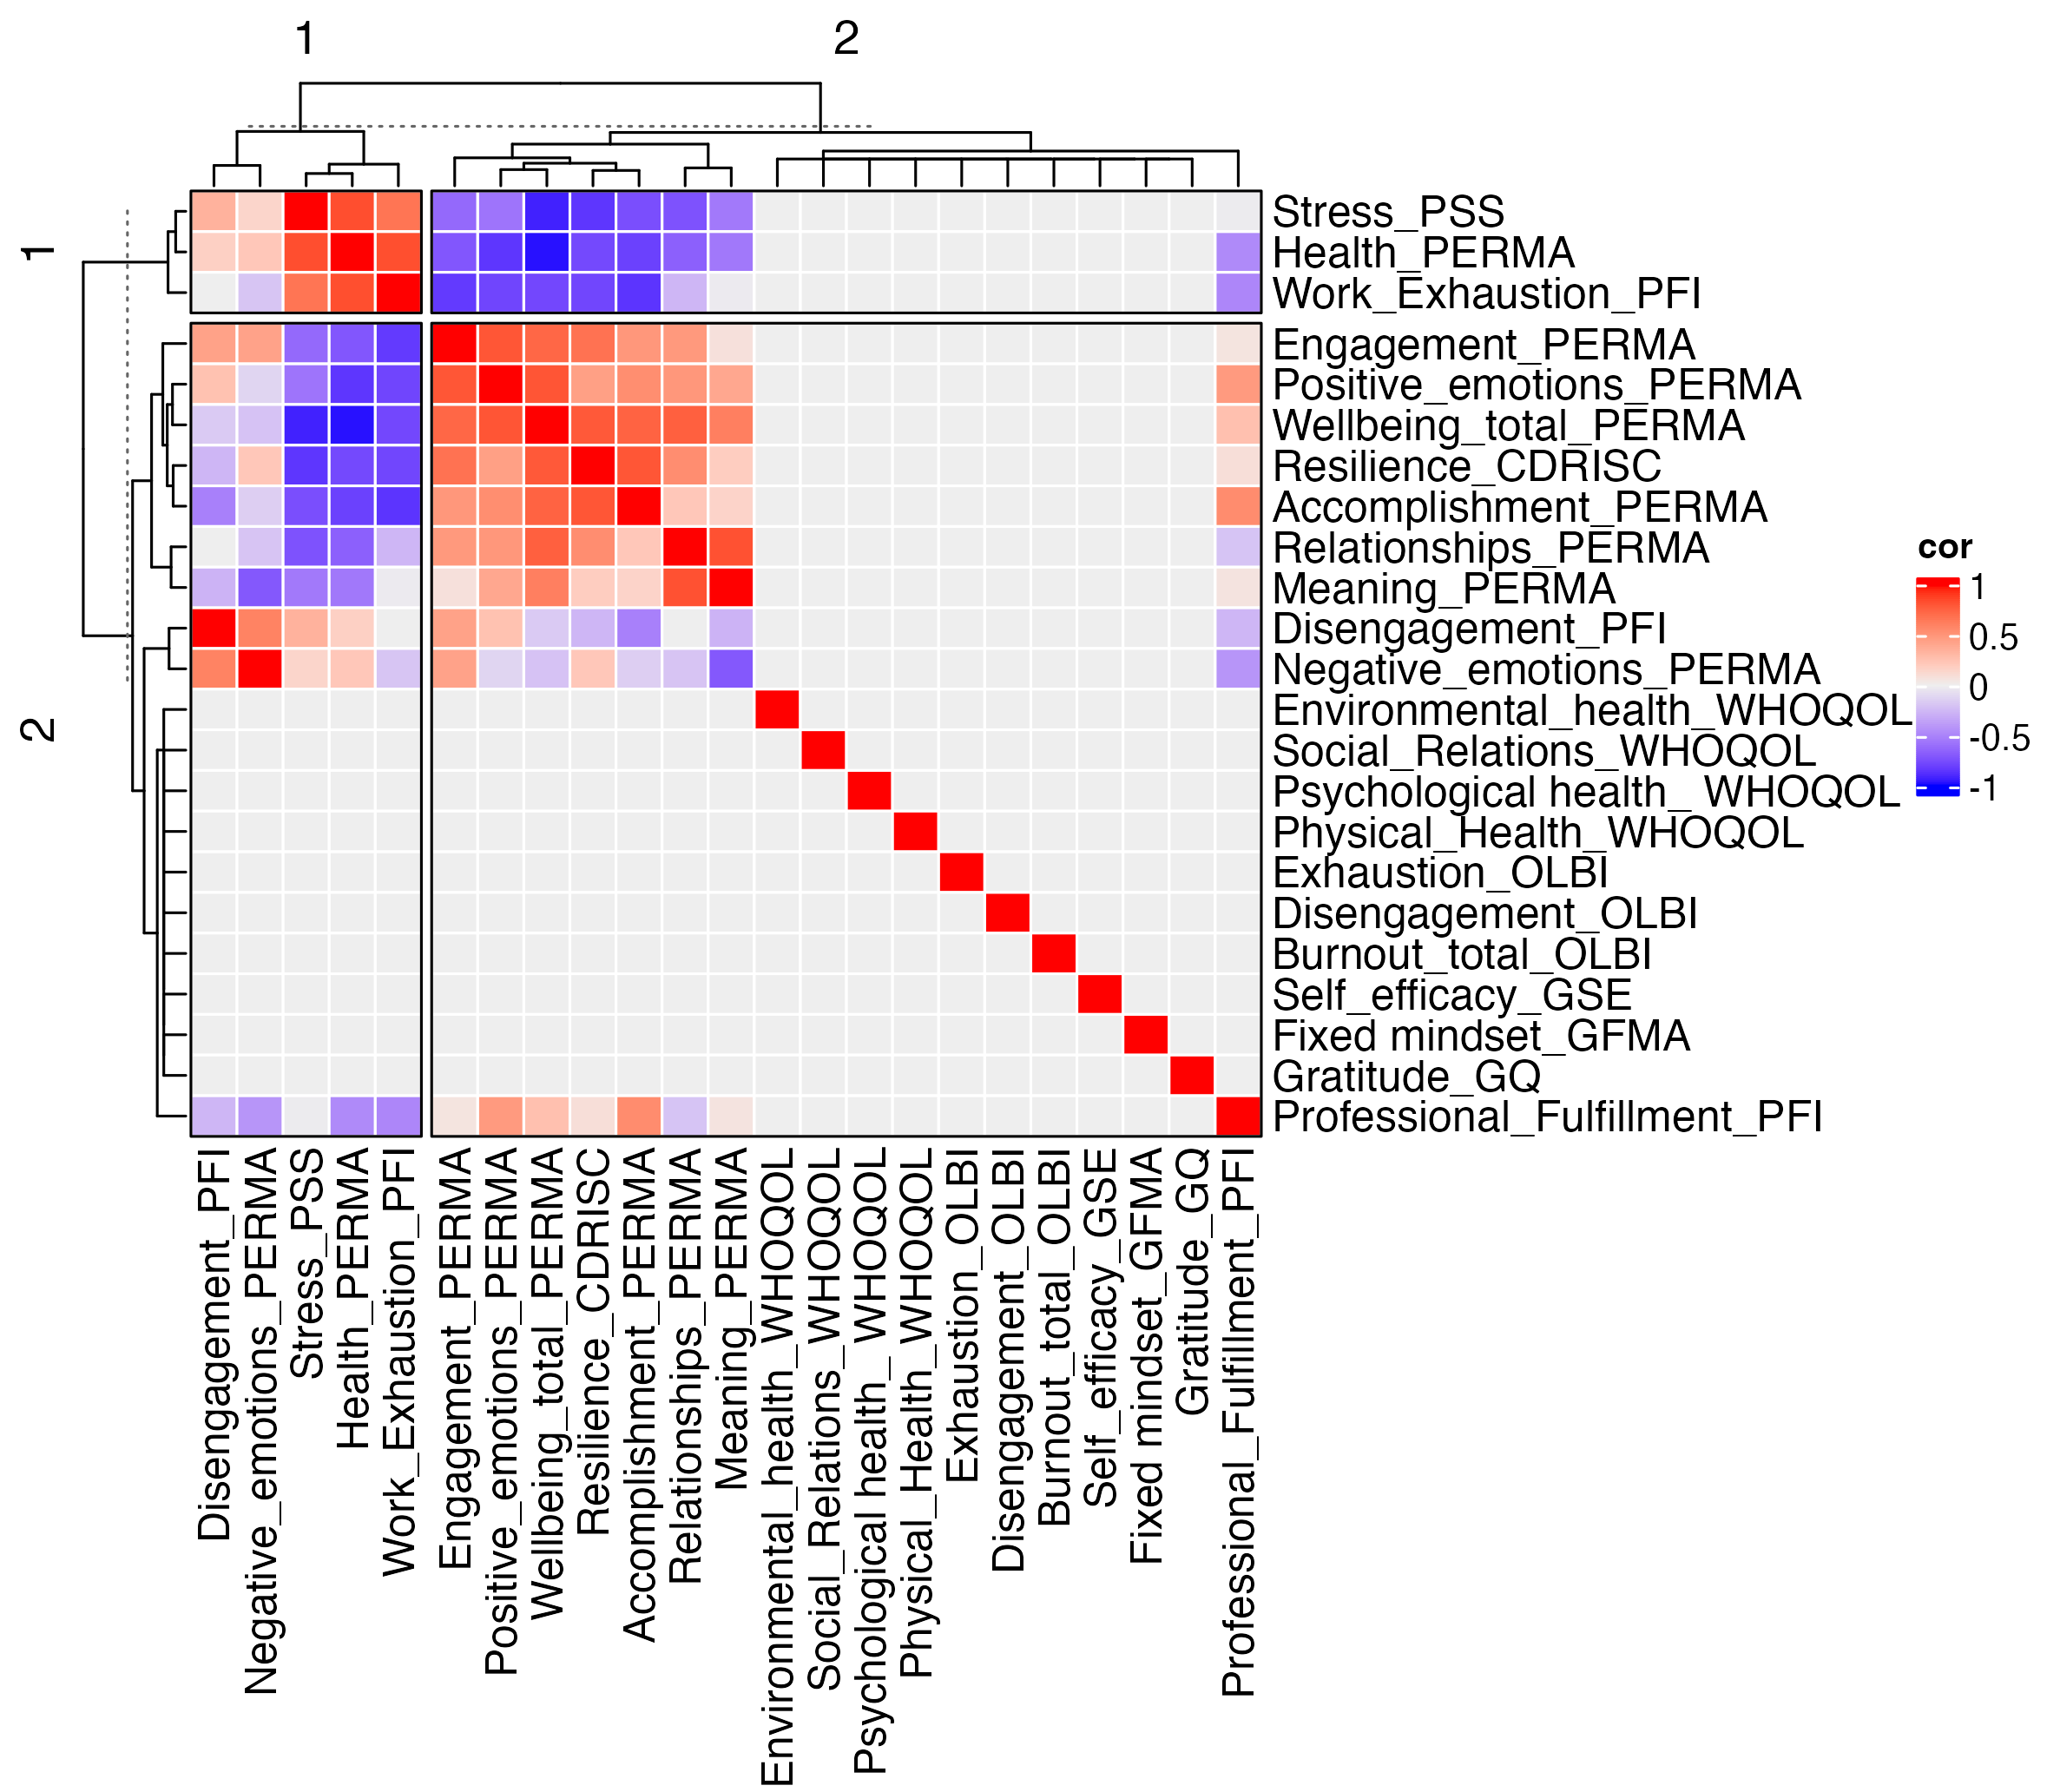 1
2
1
2
Stress_PSS
Health_PERMA
Work_Exhaustion_PFI
Engagement_PERMA
Positive_emotions_PERMA
Wellbeing_total_PERMA
Resilience_CDRISC
Accomplishment_PERMA
Relationships_PERMA
Meaning_PERMA
Disengagement_PFI
Negative_emotions_PERMA
Environmental_health_WHOQOL
Social_Relations_WHOQOL
Psychological health_ WHOQOL
Physical_Health_WHOQOL
Exhaustion_OLBI
Disengagement_OLBI
Burnout_total_OLBI
Self_efficacy_GSE
Fixed mindset_GFMA
Gratitude_GQ
Professional_Fulfillment_PFI
cor
1
0.5
0
-0.5
-1
Disengagement_PFI
Negative_emotions_PERMA
Stress_PSS
Health_PERMA
Work_Exhaustion_PFI
Engagement_PERMA
Positive_emotions_PERMA
Wellbeing_total_PERMA
Resilience_CDRISC
Accomplishment_PERMA
Relationships_PERMA
Meaning_PERMA
Environmental_health_WHOQOL
Social_Relations_WHOQOL
Psychological health_ WHOQOL
Physical_Health_WHOQOL
Exhaustion_OLBI
Disengagement_OLBI
Burnout_total_OLBI
Self_efficacy_GSE
Fixed mindset_GFMA
Gratitude_GQ
Professional_Fulfillment_PFI